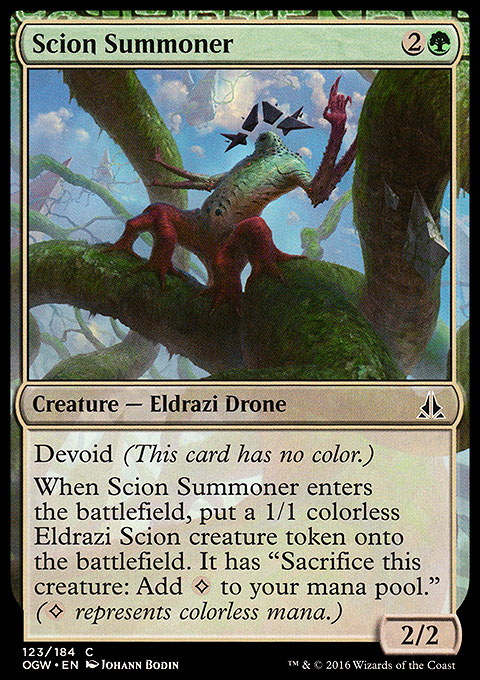 Scion Summoner 2
Creature — Eldrazi Drone
Devoid (This card has no color.)
When Scion Summoner enters
the battlefield, put a 1/1 colorless
Eldrazi Scion creature token onto
the battlefield. It has “Sacrifice this
creature: Add ◇ to your mana pool.”
(◇ represents colorless mana.)
2/2
123/184 C
OGW • EN Johann Bodin
™ & © 2016 Wizards of the Coast